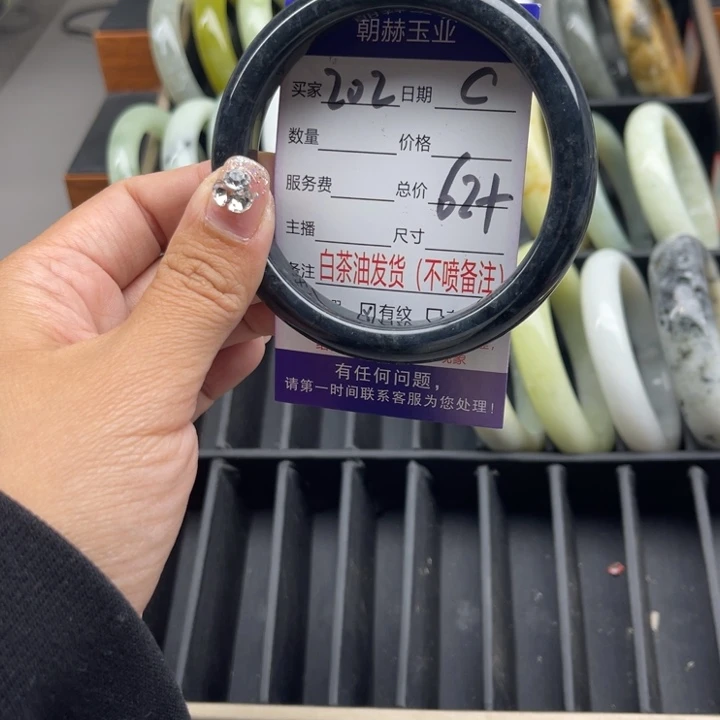 朝赫玉业
买家 202 日期 C
数量 价格
服务费 总价 62+
主播 尺寸
备注 白茶油发货（不喷备注）
☑有纹
有任何问题，
请第一时间联系客服为您处理！